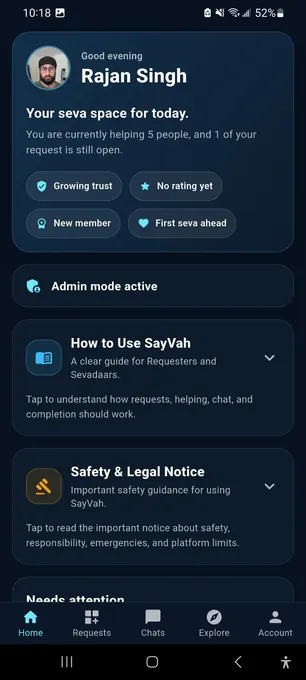 10:18 52%
Good evening
Rajan Singh
Your seva space for today.
You are currently helping 5 people, and 1 of your
request is still open.
Growing trust
No rating yet
New member
First seva ahead
Admin mode active
How to Use SayVah
A clear guide for Requesters and
Sevadaars.
Tap to understand how requests, helping, chat, and
completion should work.
Safety & Legal Notice
Important safety guidance for using
SayVah.
Tap to read the important notice about safety,
responsibility, emergencies, and platform limits.
Needs attention
Home Requests Chats Explore Account